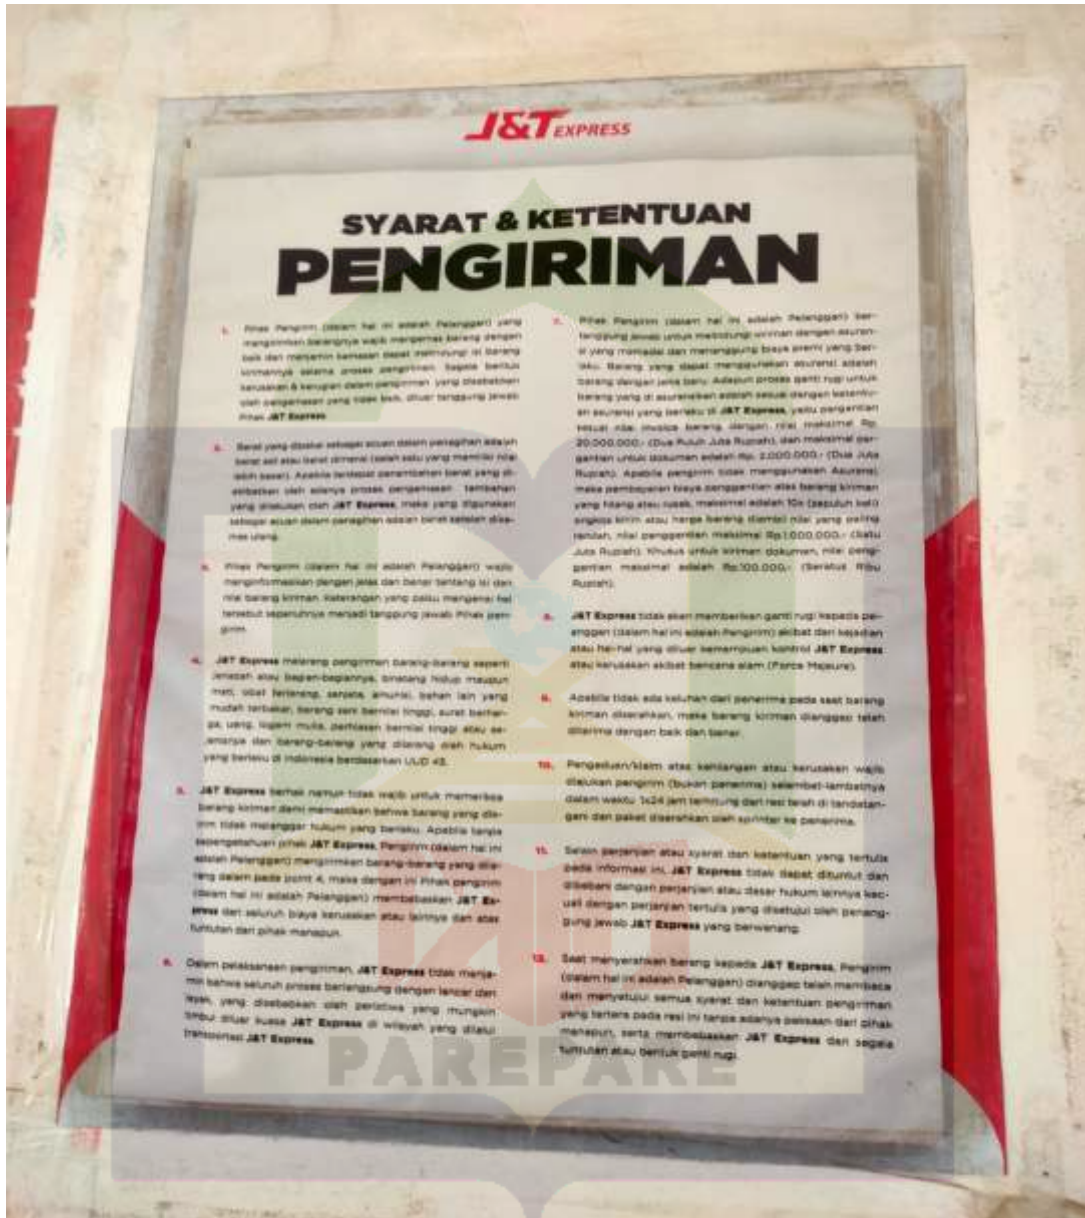 J&T EXPRESS
SYARAT & KETENTUAN
PENGIRIMAN
1. Pihak Pengirim (dalam hal ini adalah Pelanggan) yang
mengirimkan barangnya wajib mengemas barang dengan
baik dan menjamin kemasan dapat melindungi isi barang
kirimannya selama proses pengiriman. Segala bentuk
kerusakan & kerugian dalam pengiriman yang disebabkan
oleh pengemasan yang tidak baik, diluar tanggung jawab
Pihak J&T Express.
2. Berat yang dipakai sebagai acuan dalam penagihan adalah
berat asli atau berat dimensi (salah satu yang memiliki nilai
lebih besar). Apabila terdapat penambahan berat yang di-
sebabkan oleh adanya proses pengemasan tambahan
yang dilakukan oleh J&T Express, maka yang digunakan
sebagai acuan dalam penagihan adalah berat setelah dike-
mas ulang.
3. Pihak Pengirim (dalam hal ini adalah Pelanggan) wajib
menginformasikan dengan jelas dan benar tentang isi dan
nilai barang kiriman. Keterangan yang palsu mengenai hal
tersebut sepenuhnya menjadi tanggung jawab Pihak pen-
girim.
4. J&T Express melarang pengiriman barang-barang seperti
Jenazah atau bagian-bagiannya, binatang hidup maupun
mati, obat terlarang, senjata, amunisi, bahan lain yang
mudah terbakar, barang seni bernilai tinggi, surat berhar-
ga, uang, logam mulia, perhiasan bernilai tinggi atau se-
jenisnya dan barang-barang yang dilarang oleh hukum
yang berlaku di Indonesia berdasarkan UUD 45.
5. J&T Express berhak namun tidak wajib untuk memeriksa
barang kiriman demi memastikan bahwa barang yang dik-
irim tidak melanggar hukum yang berlaku. Apabila tanpa
sepengetahuan pihak J&T Express, Pengirim (dalam hal ini
adalah Pelanggan) mengirimkan barang-barang yang dila-
rang dalam pada point 4, maka dengan ini Pihak pengirim
(dalam hal ini adalah Pelanggan) membebaskan J&T Ex-
press dari seluruh biaya kerusakan atau lainnya dan atas
tuntutan dari pihak manapun.
6. Dalam pelaksanaan pengiriman, J&T Express tidak menja-
min bahwa seluruh proses berlangsung dengan lancar dan
layak, yang disebabkan oleh peristiwa yang mungkin
timbul diluar kuasa J&T Express di wilayah yang dilalui
transportasi J&T Express.
7. Pihak Pengirim (dalam hal ini adalah Pelanggan) ber-
tanggung jawab untuk melindungi kiriman dengan asuran-
si yang memadai dan menanggung biaya premi yang ber-
laku. Barang yang dapat menggunakan asuransi adalah
barang dengan jenis baru. Adapun proses ganti rugi untuk
barang yang di asuransikan adalah sesuai dengan ketentu-
an asuransi yang berlaku di J&T Express, yaitu pergantian
sesuai nilai invoice barang dengan nilai maksimal Rp.
20.000.000,- (Dua Puluh Juta Rupiah), dan maksimal per-
gantian untuk dokumen adalah Rp. 2.000.000,- (Dua Juta
Rupiah). Apabila pengirim tidak menggunakan Asuransi,
maka pembayaran biaya penggantian atas barang kiriman
yang hilang atau rusak, maksimal adalah 10x (sepuluh kali)
ongkos kirim atau harga barang diambil nilai yang paling
rendah, nilai penggantian maksimal Rp.1.000.000,- (Satu
Juta Rupiah). Khusus untuk kiriman dokumen, nilai peng-
gantian maksimal adalah Rp.100.000,- (Seratus Ribu
Rupiah).
8. J&T Express tidak akan memberikan ganti rugi kepada pe-
langgan (dalam hal ini adalah Pengirim) akibat dari kejadian
atau hal-hal yang diluar kemampuan kontrol J&T Express
atau kerusakan akibat bencana alam (Force Majeure).
9. Apabila tidak ada keluhan dari penerima pada saat barang
kiriman diserahkan, maka barang kiriman dianggap telah
diterima dengan baik dan benar.
10. Pengaduan/klaim atas kehilangan atau kerusakan wajib
diajukan pengirim (bukan penerima) selambat-lambatnya
dalam waktu 1x24 jam terhitung dari resi telah di tandatan-
gani dan paket diserahkan oleh sprinter ke penerima.
11. Selain perjanjian atau syarat dan ketentuan yang tertulis
pada informasi ini, J&T Express tidak dapat dituntut dan
dibebani dengan perjanjian atau dasar hukum lainnya kec-
uali dengan perjanjian tertulis yang disetujui oleh penang-
gung jawab J&T Express yang berwenang.
12. Saat menyerahkan barang kepada J&T Express, Pengirim
(dalam hal ini adalah Pelanggan) dianggap telah membaca
dan menyetujui semua syarat dan ketentuan pengiriman
yang tertera pada resi ini tanpa adanya paksaan dari pihak
manapun, serta membebaskan J&T Express dari segala
tuntutan atau bentuk ganti rugi.
PAREPARE